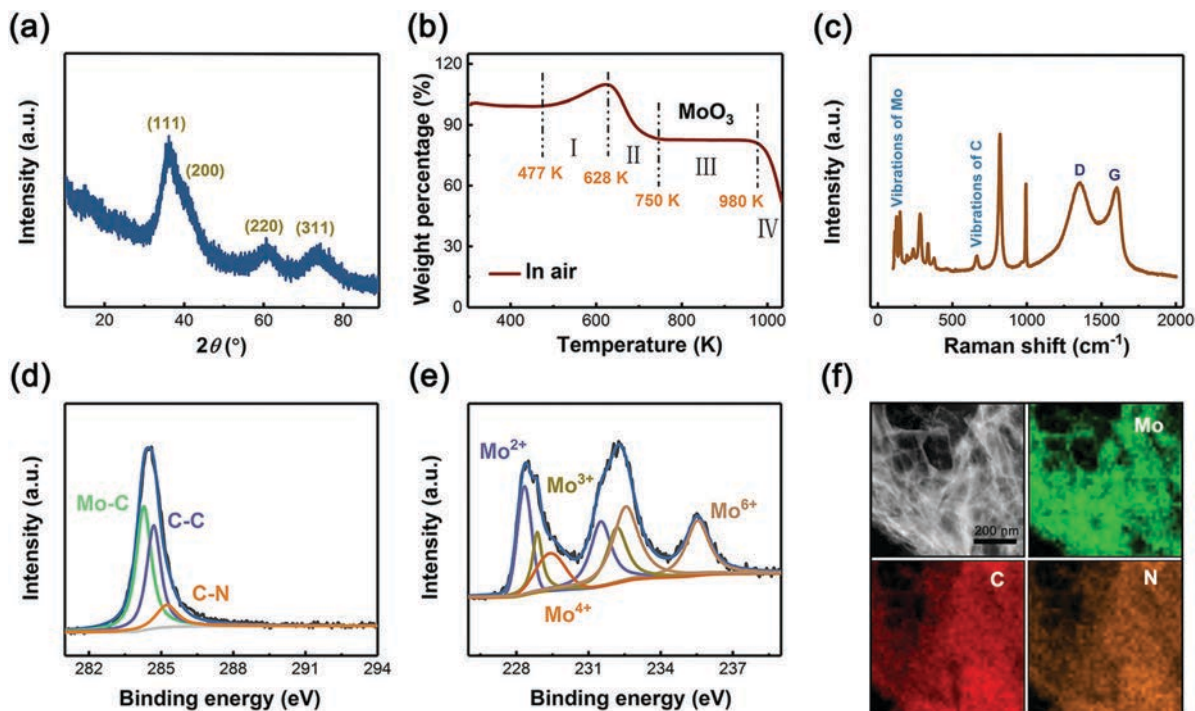 (a)
(111)
(200)
(220)
(311)
Intensity (a.u.)
20
40
60
80
2θ (°)
(b)
120
90
60
30
0
Weight percentage (%)
MoO₃
I
II
III
IV
477 K
628 K
750 K
980 K
In air
400
600
800
1000
Temperature (K)
(c)
Intensity (a.u.)
Vibrations of Mo
Vibrations of C
D
G
0
500
1000
1500
2000
Raman shift (cm⁻¹)
(d)
Intensity (a.u.)
Mo-C
C-C
C-N
282
285
288
291
294
Binding energy (eV)
(e)
Intensity (a.u.)
Mo²⁺
Mo³⁺
Mo⁴⁺
Mo⁶⁺
228
231
234
237
Binding energy (eV)
(f)
200 nm
Mo
C
N